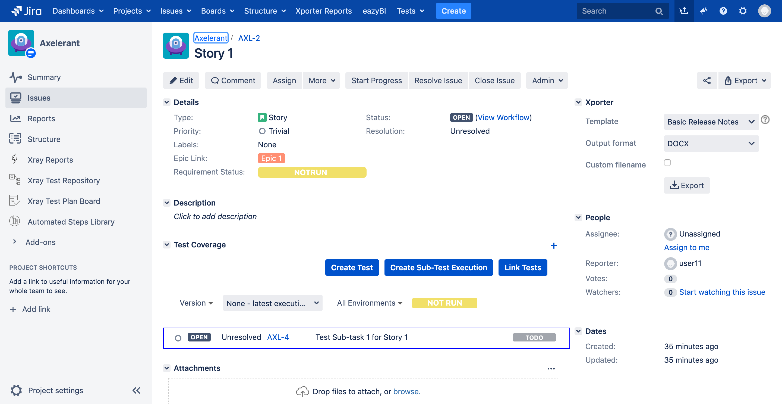 Jira Dashboards Projects Issues Boards Structure Xporter Reports eazyBI Tests Create Search
Axelerant
Summary
Issues
Reports
Structure
Xray Reports
Xray Test Repository
Xray Test Plan Board
Automated Steps Library
Add-ons
PROJECT SHORTCUTS
Add a link to useful information for your
whole team to see.
+ Add link
Project settings
Axelerant / AXL-2
Story 1
Edit Comment Assign More Start Progress Resolve Issue Close Issue Admin Export
Details
Type: Story Status: OPEN (View Workflow)
Priority: Trivial Resolution: Unresolved
Labels: None
Epic Link: Epic 1
Requirement Status: NOTRUN
Description
Click to add description
Test Coverage
Create Test Create Sub-Test Execution Link Tests
Version None - latest executi... All Environments NOT RUN
OPEN Unresolved AXL-4 Test Sub-task 1 for Story 1 TODO
Attachments
Drop files to attach, or browse.
Xporter
Template Basic Release Notes
Output format DOCX
Custom filename
Export
People
Assignee: Unassigned
Assign to me
Reporter: user11
Votes: 0
Watchers: 0 Start watching this issue
Dates
Created: 35 minutes ago
Updated: 35 minutes ago